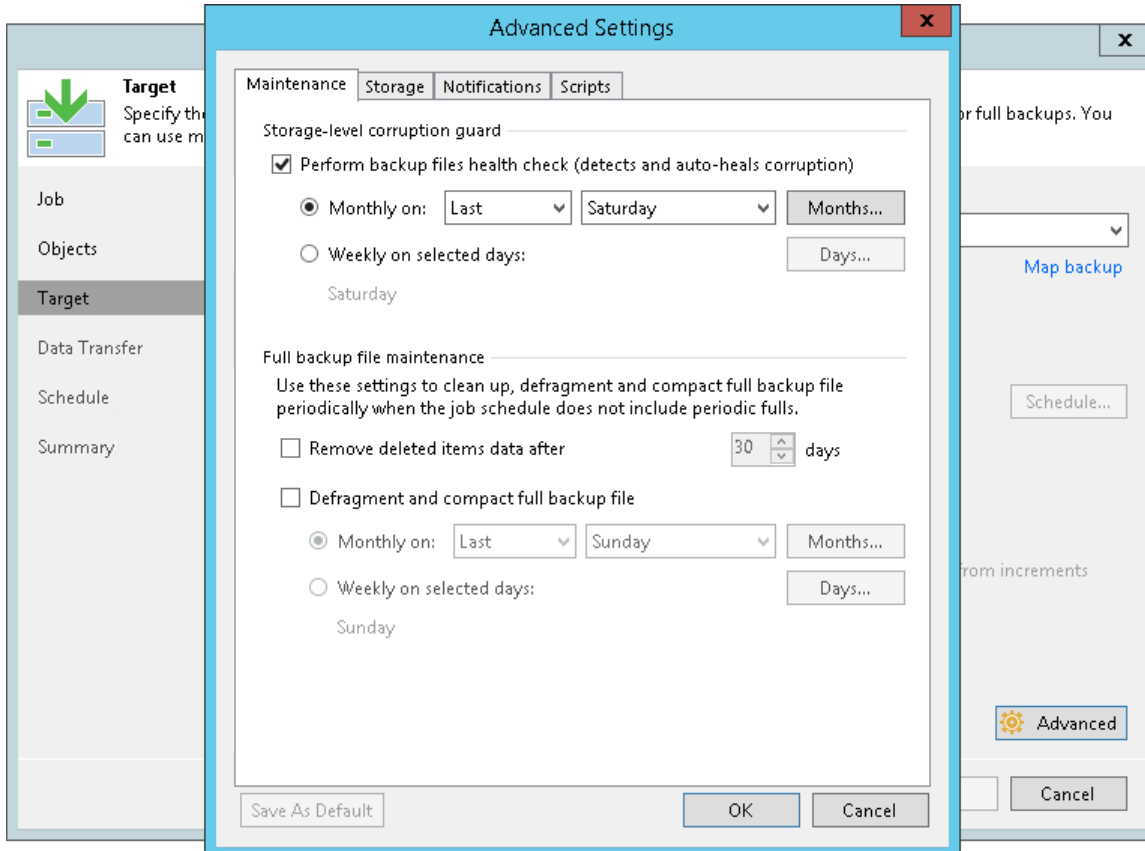 Advanced Settings
X
X
Target
Specify the
or full backups. You
can use m
Job
Objects
Target
Data Transfer
Schedule
Summary
Map backup
Schedule...
from increments
Advanced
Cancel
Maintenance
Storage
Notifications
Scripts
Storage-level corruption guard
Perform backup files health check (detects and auto-heals corruption)
Monthly on: Last Saturday Months...
Weekly on selected days: Days...
Saturday
Full backup file maintenance
Use these settings to clean up, defragment and compact full backup file
periodically when the job schedule does not include periodic fulls.
Remove deleted items data after 30 days
Defragment and compact full backup file
Monthly on: Last Sunday Months...
Weekly on selected days: Days...
Sunday
Save As Default
OK
Cancel